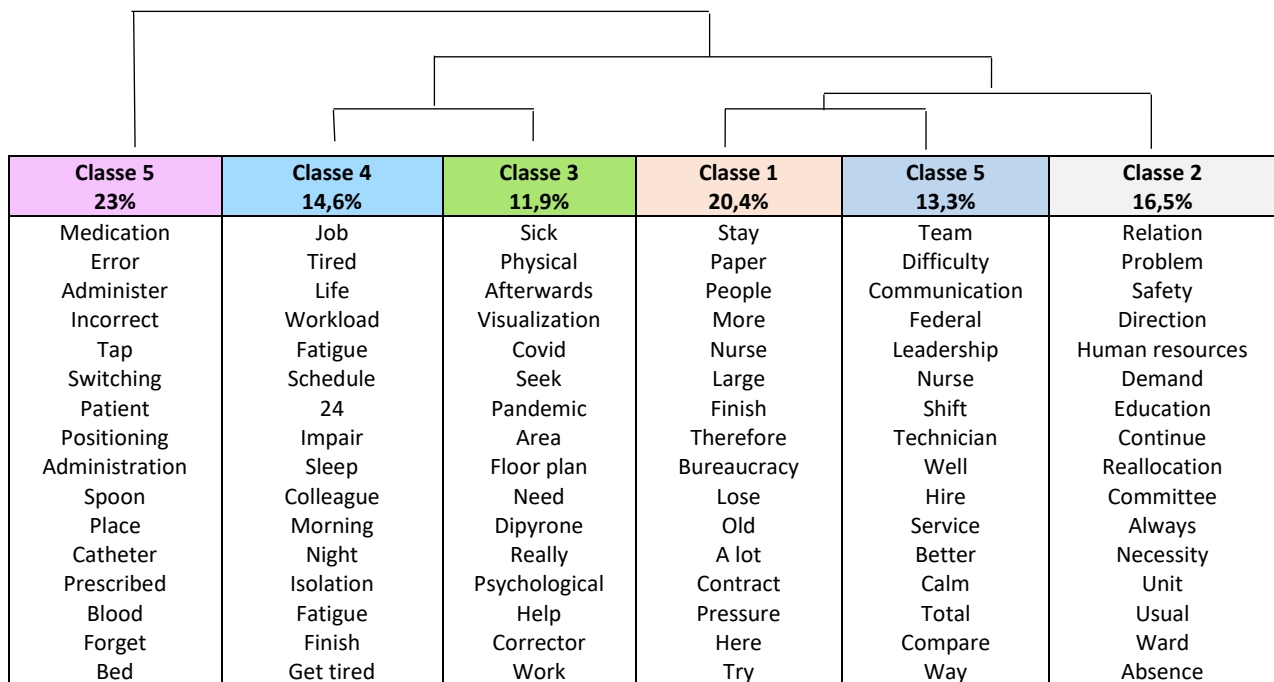 Classe 5 Classe 4 Classe 3 Classe 1 Classe 5 Classe 2
23% 14,6% 11,9% 20,4% 13,3% 16,5%
Medication Job Sick Stay Team Relation
Error Tired Physical Paper Difficulty Problem
Administer Life Afterwards People Communication Safety
Incorrect Workload Visualization More Federal Direction
Tap Fatigue Covid Nurse Leadership Human resources
Switching Schedule Seek Large Nurse Demand
Patient 24 Pandemic Finish Shift Education
Positioning Impair Area Therefore Technician Continue
Administration Sleep Floor plan Bureaucracy Well Reallocation
Spoon Colleague Need Lose Hire Committee
Place Morning Dipyrone Old Service Always
Catheter Night Really A lot Better Necessity
Prescribed Isolation Psychological Contract Calm Unit
Blood Fatigue Help Pressure Total Usual
Forget Finish Corrector Here Compare Ward
Bed Get tired Work Try Way Absence